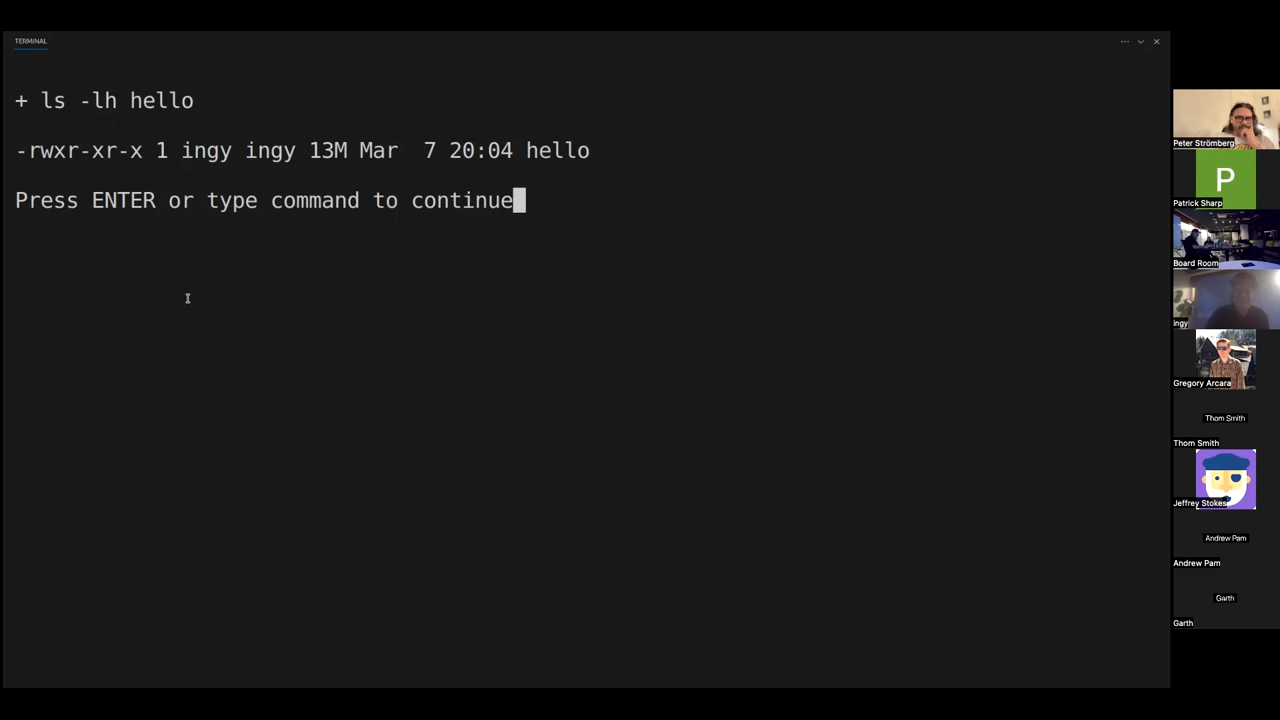 TERMINAL
+ ls -lh hello
-rwxr-xr-x 1 ingy ingy 13M Mar  7 20:04 hello
Press ENTER or type command to continue
Peter Strömberg
P
Patrick Sharp
Board Room
ingy
Gregory Arcara
Thom Smith
Thom Smith
Jeffrey Stokes
Andrew Pam
Andrew Pam
Garth
Garth